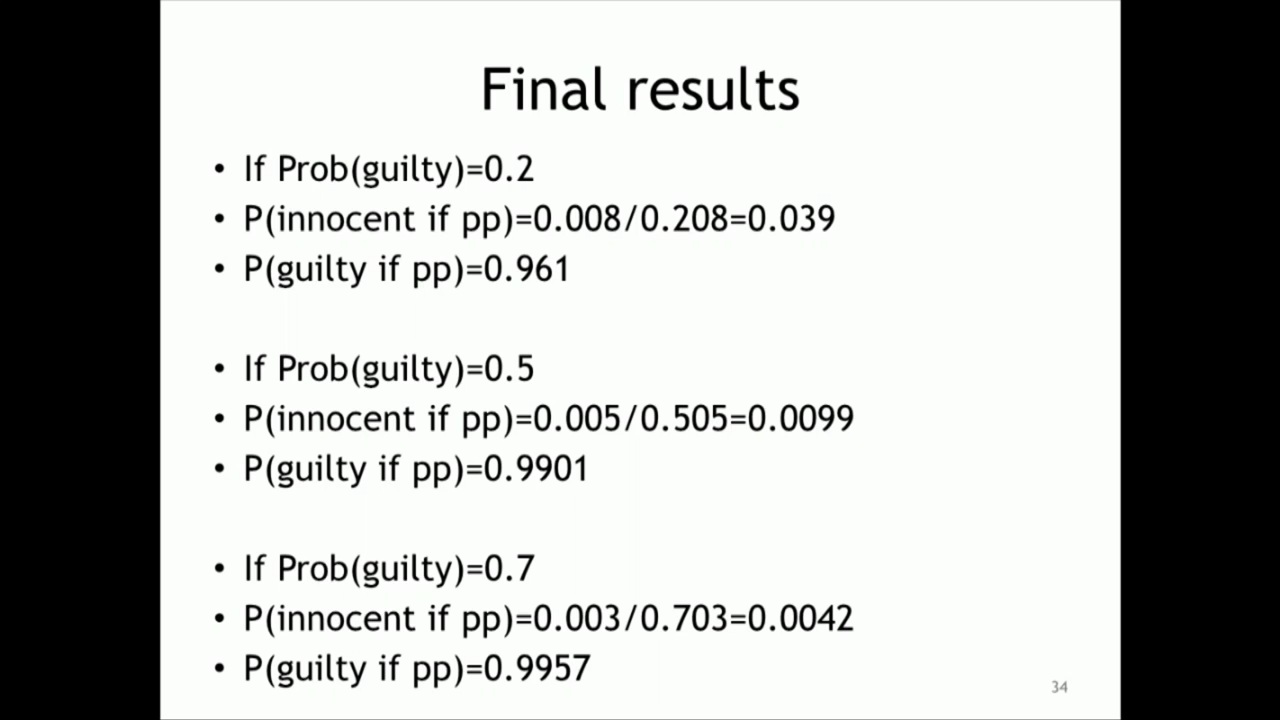 Final results
• If Prob(guilty)=0.2
• P(innocent if pp)=0.008/0.208=0.039
• P(guilty if pp)=0.961
• If Prob(guilty)=0.5
• P(innocent if pp)=0.005/0.505=0.0099
• P(guilty if pp)=0.9901
• If Prob(guilty)=0.7
• P(innocent if pp)=0.003/0.703=0.0042
• P(guilty if pp)=0.9957
34